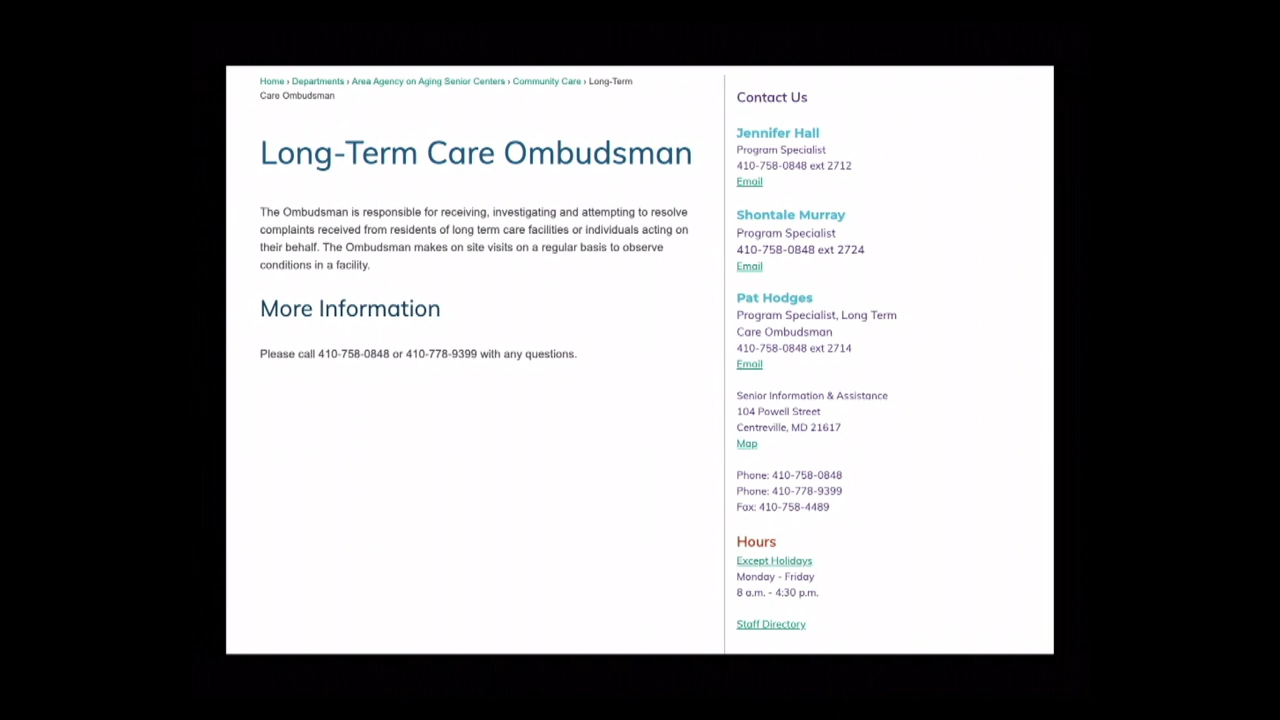 Home › Departments › Area Agency on Aging Senior Centers › Community Care › Long-Term
Care Ombudsman
Long-Term Care Ombudsman
The Ombudsman is responsible for receiving, investigating and attempting to resolve
complaints received from residents of long term care facilities or individuals acting on
their behalf. The Ombudsman makes on site visits on a regular basis to observe
conditions in a facility.
More Information
Please call 410-758-0848 or 410-778-9399 with any questions.
Contact Us
Jennifer Hall
Program Specialist
410-758-0848 ext 2712
Email
Shontale Murray
Program Specialist
410-758-0848 ext 2724
Email
Pat Hodges
Program Specialist, Long Term
Care Ombudsman
410-758-0848 ext 2714
Email
Senior Information & Assistance
104 Powell Street
Centreville, MD 21617
Map
Phone: 410-758-0848
Phone: 410-778-9399
Fax: 410-758-4489
Hours
Except Holidays
Monday - Friday
8 a.m. - 4:30 p.m.
Staff Directory